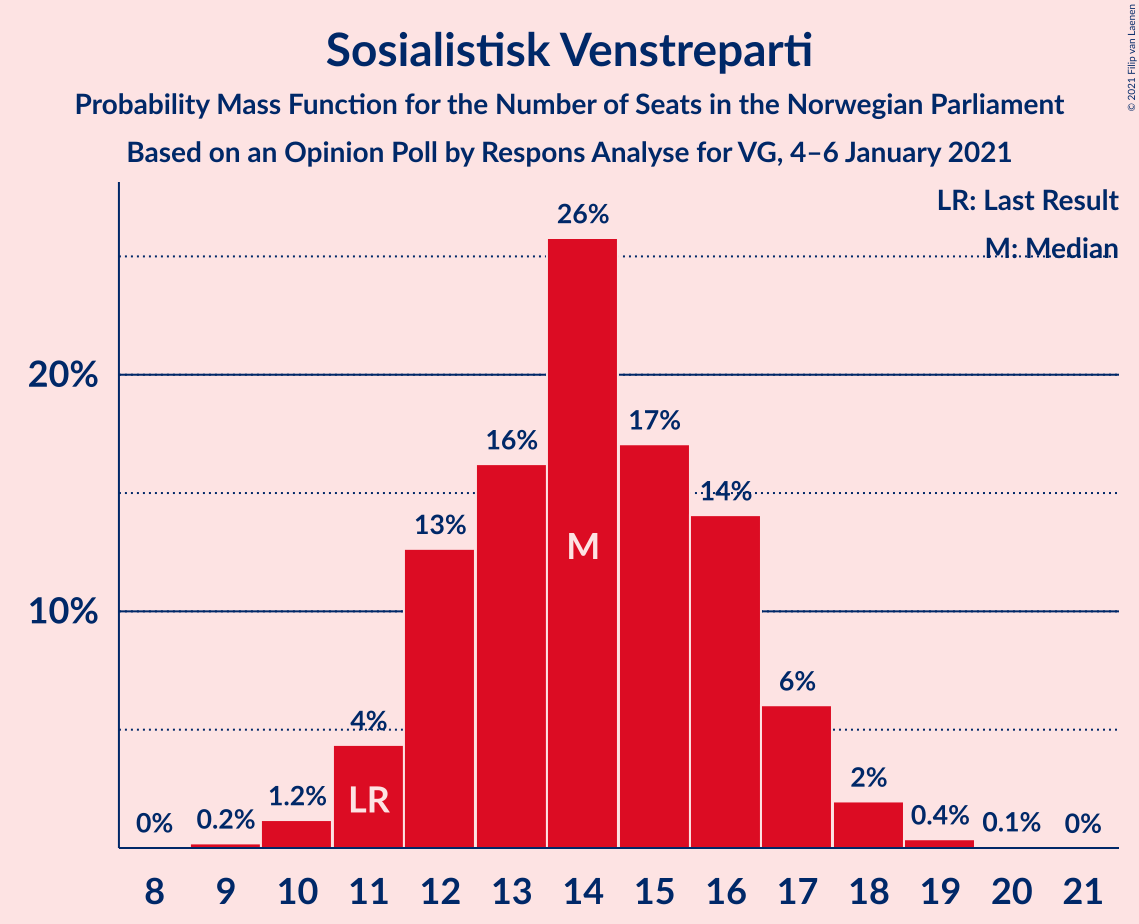 Sosialistisk Venstreparti
Probability Mass Function for the Number of Seats in the Norwegian Parliament
Based on an Opinion Poll by Respons Analyse for VG, 4–6 January 2021
© 2021 Filip van Laenen
LR: Last Result
M: Median
26%
20%
17%
16%
14%
13%
M
10%
6%
4%
2%
1.2%
LR
0% 0.2% 0.4% 0.1% 0%
8 9 10 11 12 13 14 15 16 17 18 19 20 21